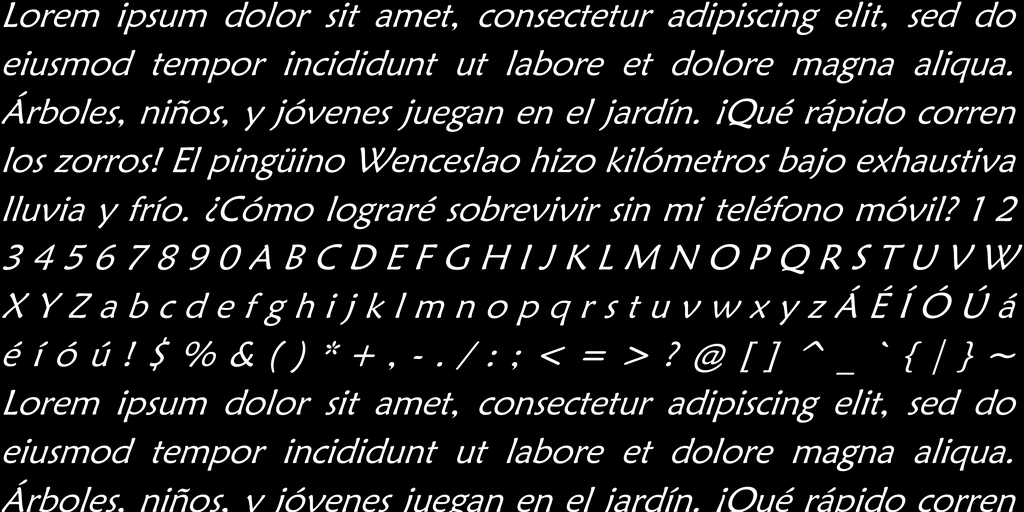 Lorem ipsum dolor sit amet, consectetur adipiscing elit, sed do
eiusmod tempor incididunt ut labore et dolore magna aliqua.
Árboles, niños, y jóvenes juegan en el jardín. ¡Qué rápido corren
los zorros! El pingüino Wenceslao hizo kilómetros bajo exhaustiva
lluvia y frío. ¿Cómo lograré sobrevivir sin mi teléfono móvil? 1 2
3 4 5 6 7 8 9 0 A B C D E F G H I J K L M N O P Q R S T U V W
X Y Z a b c d e f g h i j k l m n o p q r s t u v w x y z Á É Í Ó Ú á
é í ó ú ! $ % & ( ) * + , - . / : ; < = > ? @ [ ] ^ _ ` { | } ~
Lorem ipsum dolor sit amet, consectetur adipiscing elit, sed do
eiusmod tempor incididunt ut labore et dolore magna aliqua.
Árboles, niños, y jóvenes juegan en el jardín. ¡Qué rápido corren